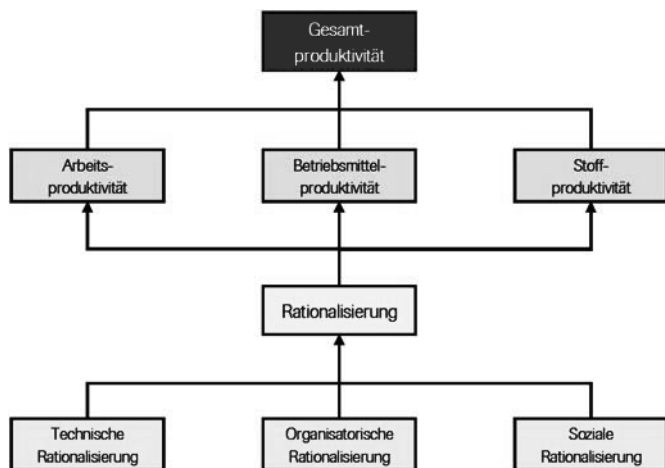 Gesamt-
produktivität
Arbeits-
produktivität
Betriebsmittel-
produktivität
Stoff-
produktivität
Rationalisierung
Technische
Rationalisierung
Organisatorische
Rationalisierung
Soziale
Rationalisierung